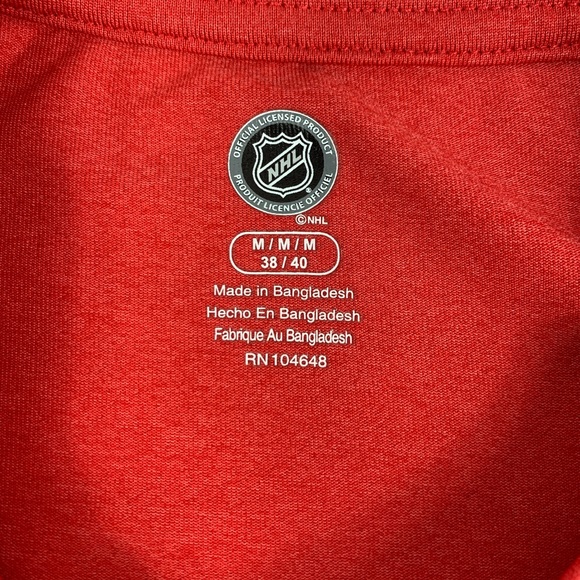 OFFICIAL LICENSED PRODUCT
NHL
®
PRODUIT LICENCIE OFFICIEL
©NHL
M / M / M
38 / 40
Made in Bangladesh
Hecho En Bangladesh
Fabrique Au Bangladesh
RN 104648